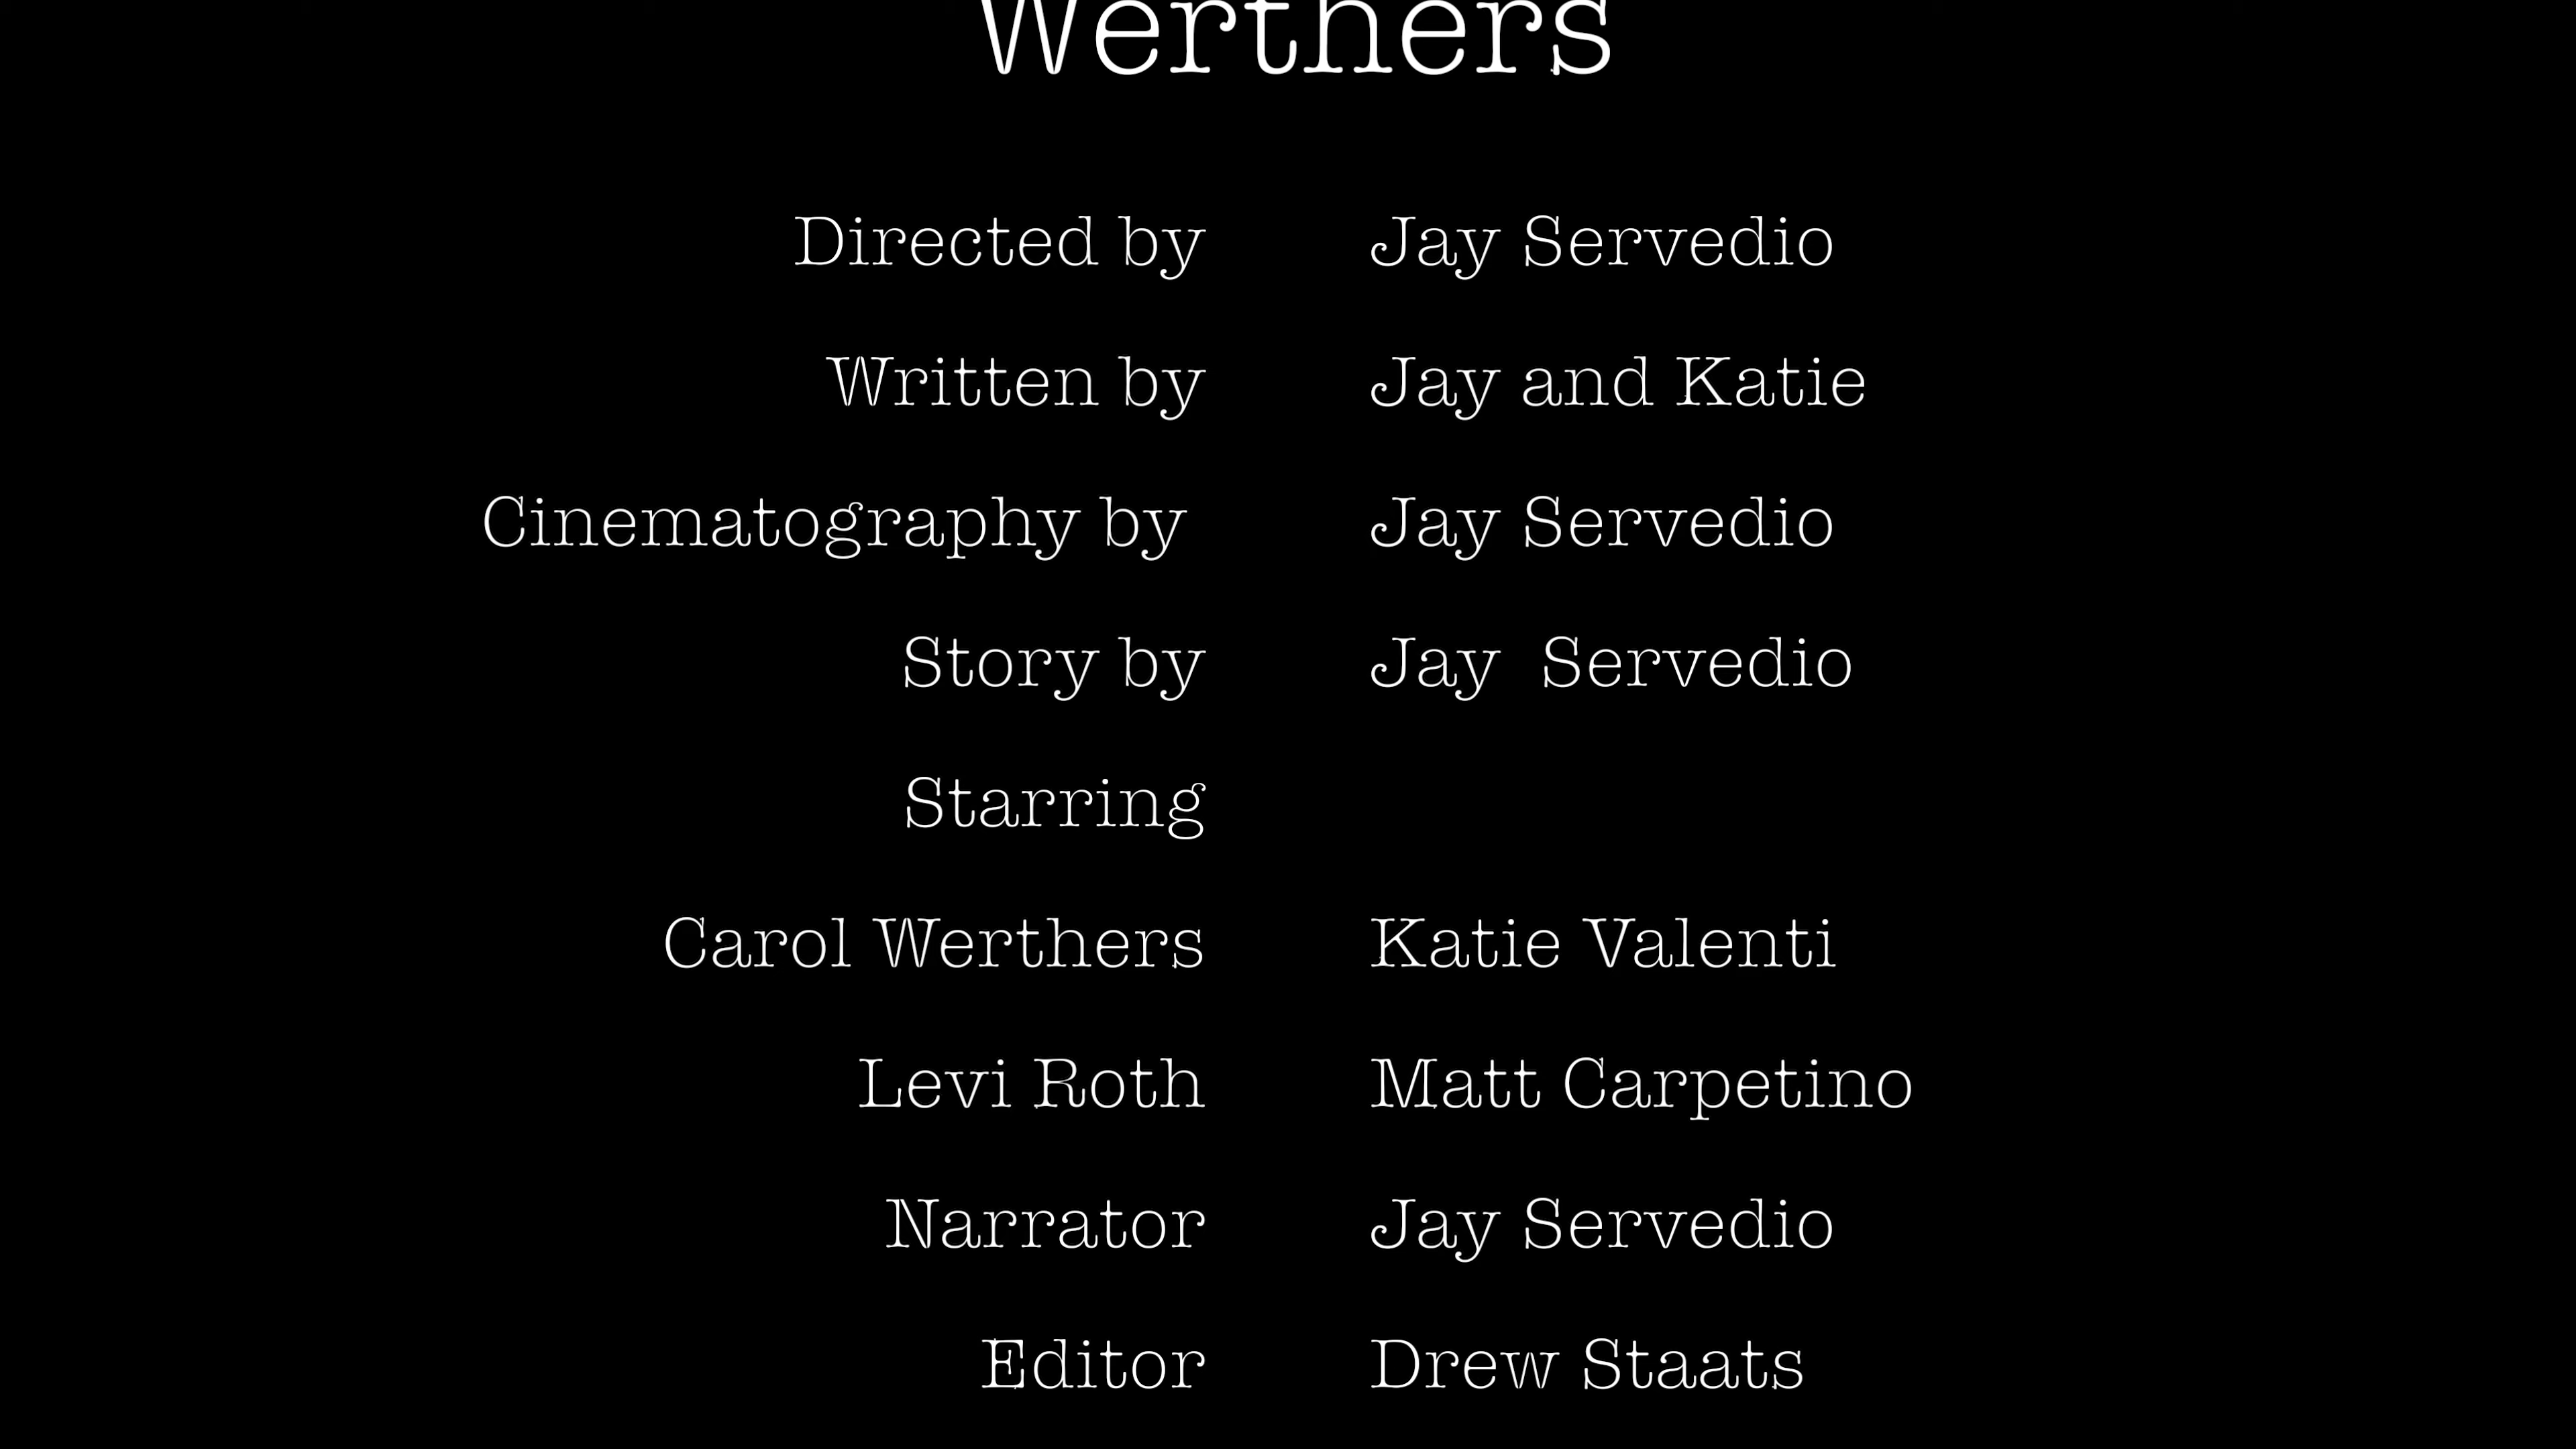 Werthers
Directed by Jay Servedio
Written by Jay and Katie
Cinematography by Jay Servedio
Story by Jay Servedio
Starring
Carol Werthers Katie Valenti
Levi Roth Matt Carpetino
Narrator Jay Servedio
Editor Drew Staats